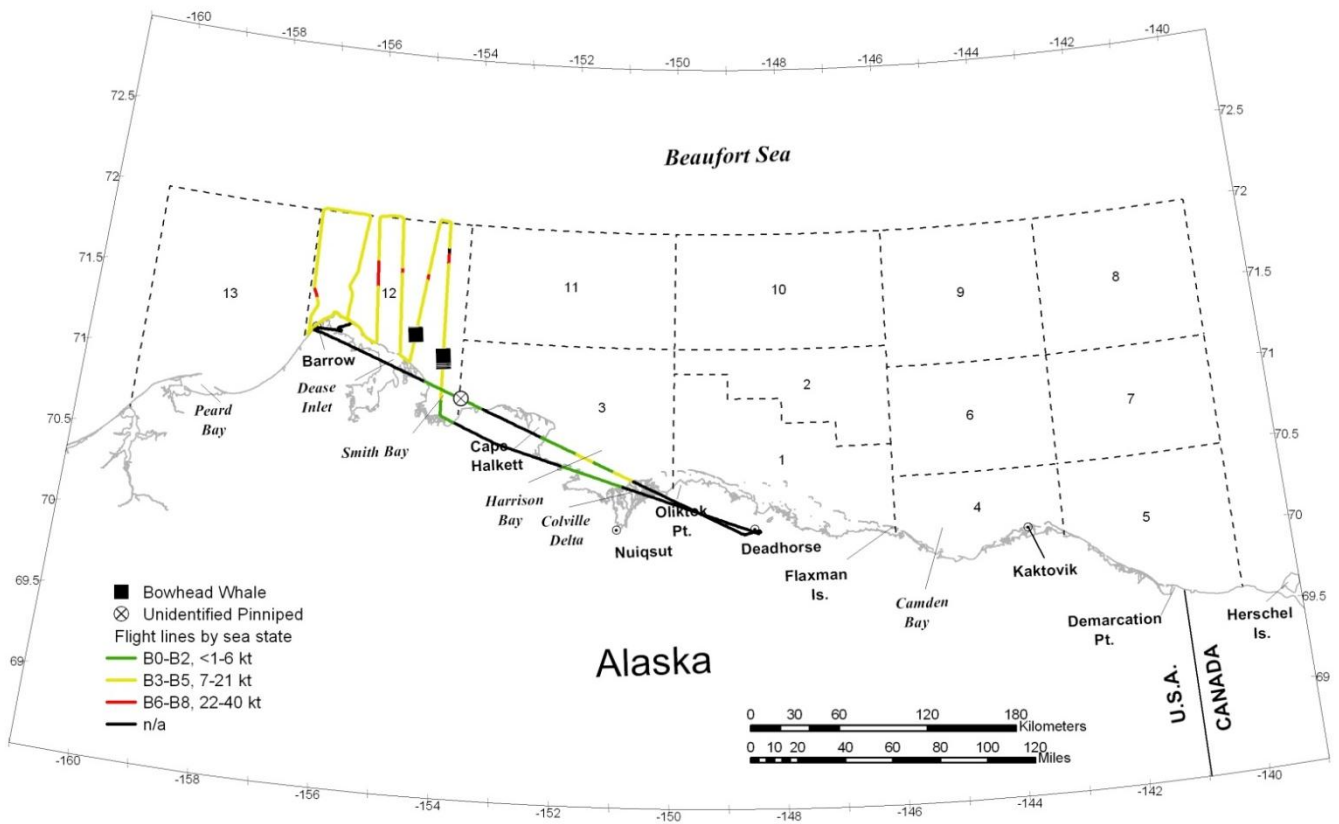 -160
-158
-156
-154
-152
-150
-148
-146
-144
-142
-140
72.5
72.5
72
72
Beaufort Sea
71.5
71.5
13
12
11
10
9
8
71
71
Barrow
Dease
Inlet
Peard
Bay
2
3
6
7
70.5
70.5
Smith Bay
Cape
Halkett
1
Harrison
Bay
Colville
Delta
Oliktok
Pt.
Nuiqsut
Deadhorse
4
5
70
70
Flaxman
Is.
Camden
Bay
Kaktovik
Demarcation
Pt.
Herschel
Is.
69.5
69.5
Bowhead Whale
Unidentified Pinniped
Flight lines by sea state
B0-B2, <1-6 kt
B3-B5, 7-21 kt
B6-B8, 22-40 kt
n/a
Alaska
69
69
U.S.A.
CANADA
0 30 60 120 180
Kilometers
0 10 20 40 60 80 100 120
Miles
-160
-158
-156
-154
-152
-150
-148
-146
-144
-142
-140